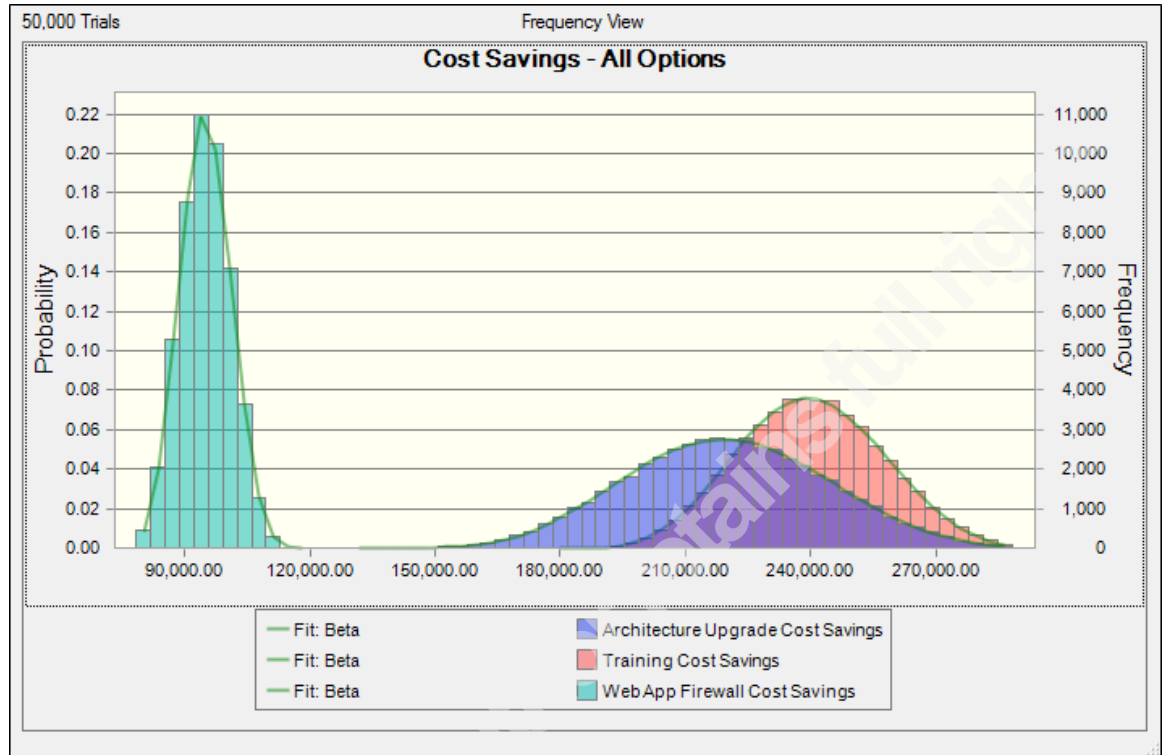 50,000 Trials Frequency View
Cost Savings - All Options
0.22 11,000
0.20 10,000
0.18 9,000
0.16 8,000
0.14 7,000
0.12 6,000
0.10 5,000
0.08 4,000
0.06 3,000
0.04 2,000
0.02 1,000
0.00 0
Probability
Frequency
90,000.00 120,000.00 150,000.00 180,000.00 210,000.00 240,000.00 270,000.00
Fit: Beta Architecture Upgrade Cost Savings
Fit: Beta Training Cost Savings
Fit: Beta Web App Firewall Cost Savings
full